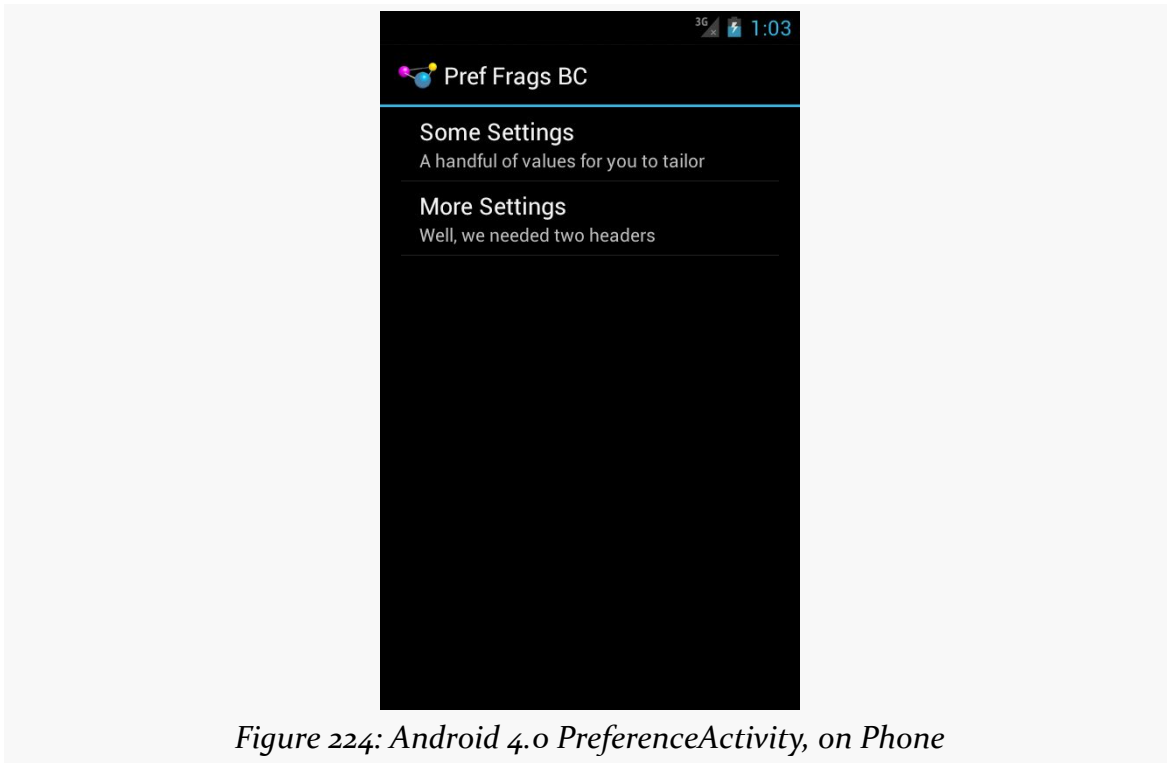 3G 1:03
Pref Frags BC
Some Settings
A handful of values for you to tailor
More Settings
Well, we needed two headers
Figure 224: Android 4.0 PreferenceActivity, on Phone